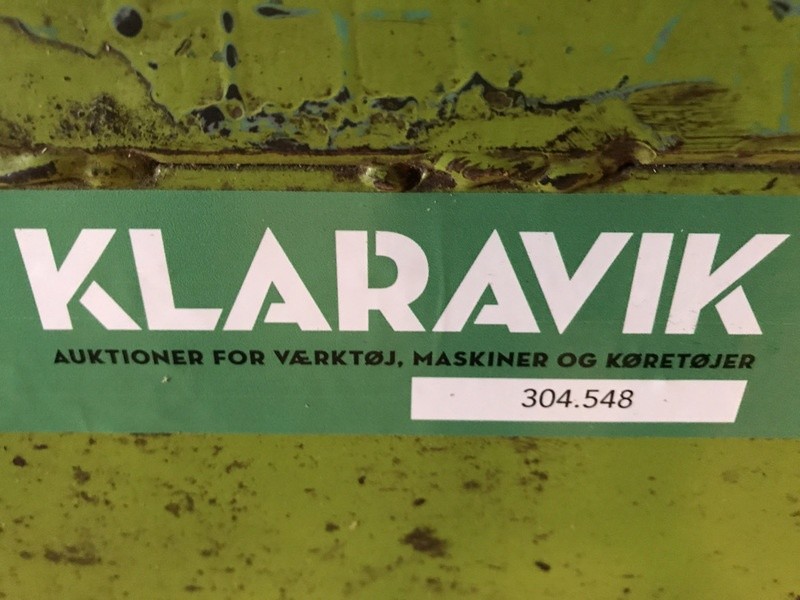 KLARAVIK
AUKTIONER FOR VÆRKTØJ, MASKINER OG KØRETØJER
304.548